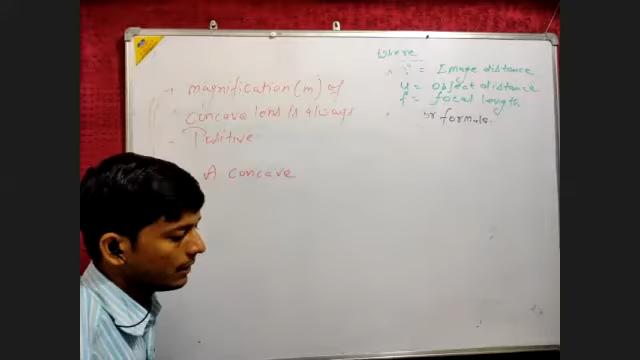 magnification (m) of
concave lens is always
Positive
A concave
where
v = Image distance
u = object distance
f = focal length
or formula.